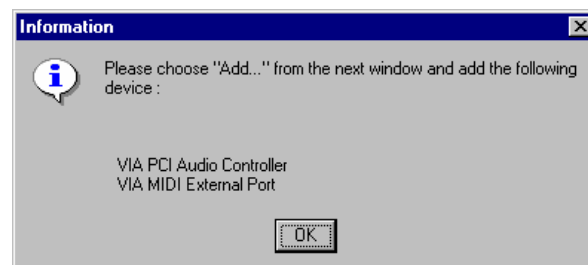 Information
Please choose "Add..." from the next window and add the following
device :
VIA PCI Audio Controller
VIA MIDI External Port
OK